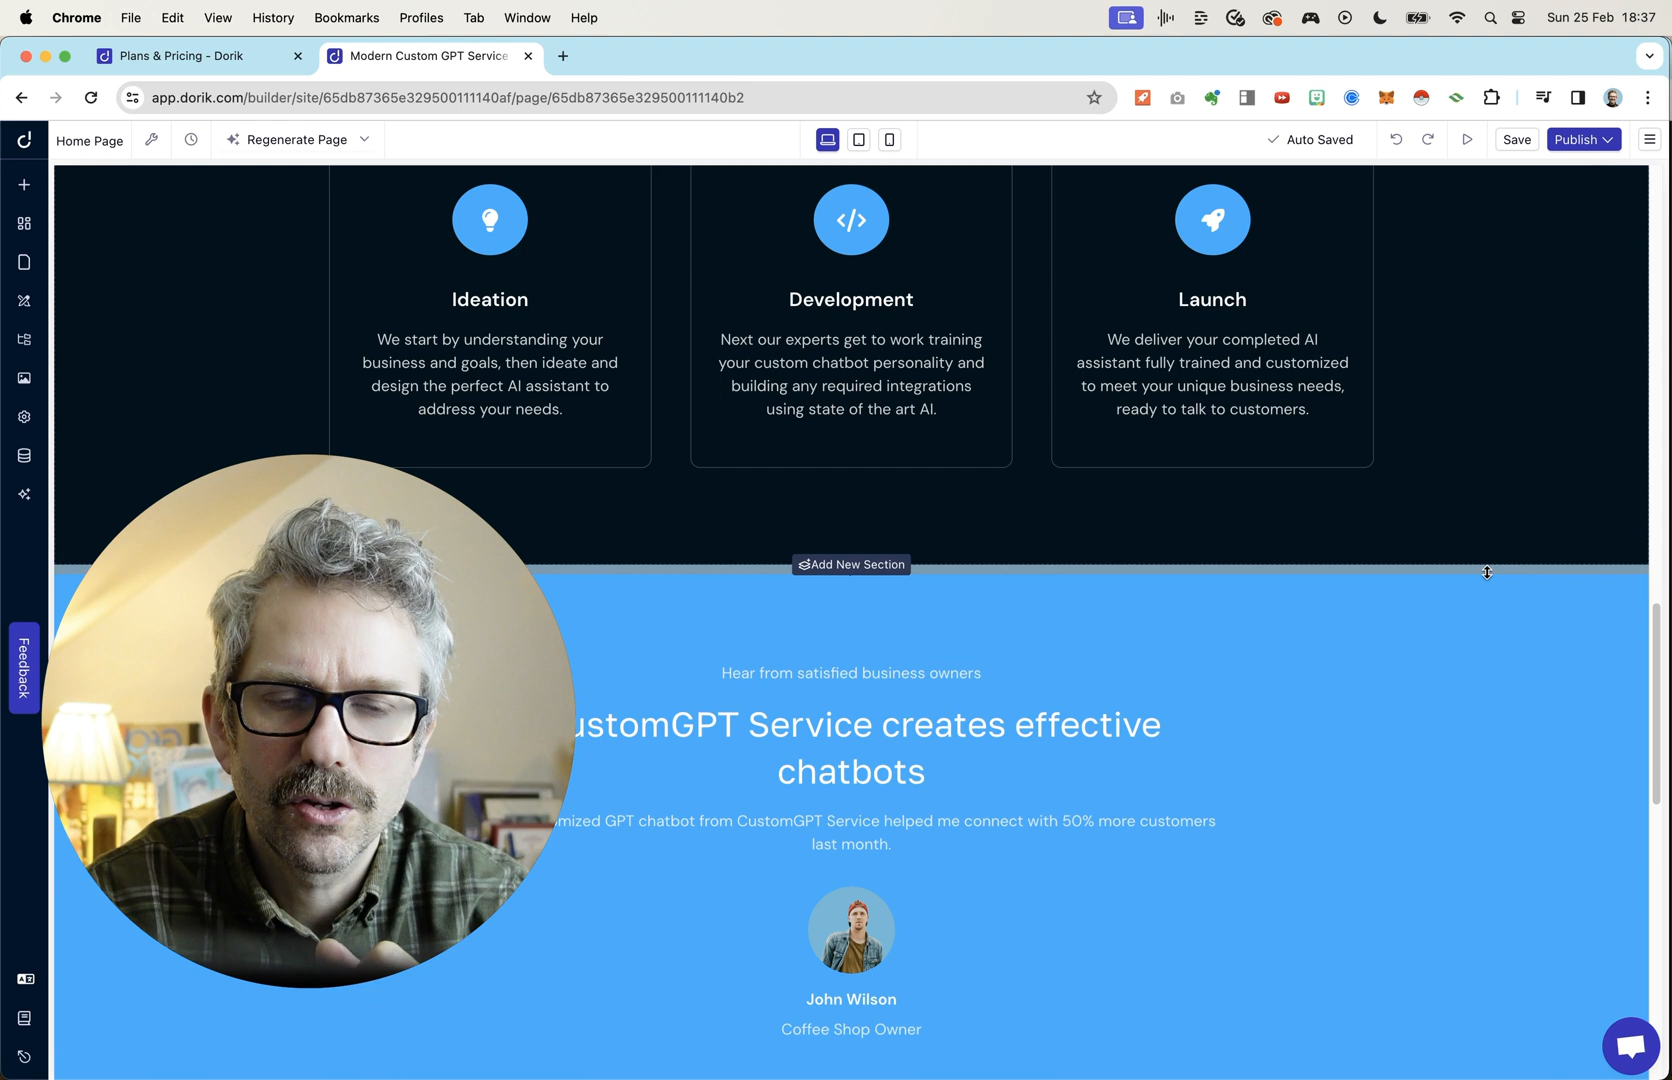 Chrome File Edit View History Bookmarks Profiles Tab Window Help Sun 25 Feb 18:37
Plans & Pricing - Dorik
Modern Custom GPT Service
app.dorik.com/builder/site/65db87365e329500111140af/page/65db87365e329500111140b2
Home Page
Regenerate Page
Auto Saved
Save
Publish
Ideation
We start by understanding your
business and goals, then ideate and
design the perfect AI assistant to
address your needs.
Development
Next our experts get to work training
your custom chatbot personality and
building any required integrations
using state of the art AI.
Launch
We deliver your completed AI
assistant fully trained and customized
to meet your unique business needs,
ready to talk to customers.
Add New Section
Feedback
Hear from satisfied business owners
ustomGPT Service creates effective
chatbots
mized GPT chatbot from CustomGPT Service helped me connect with 50% more customers
last month.
John Wilson
Coffee Shop Owner